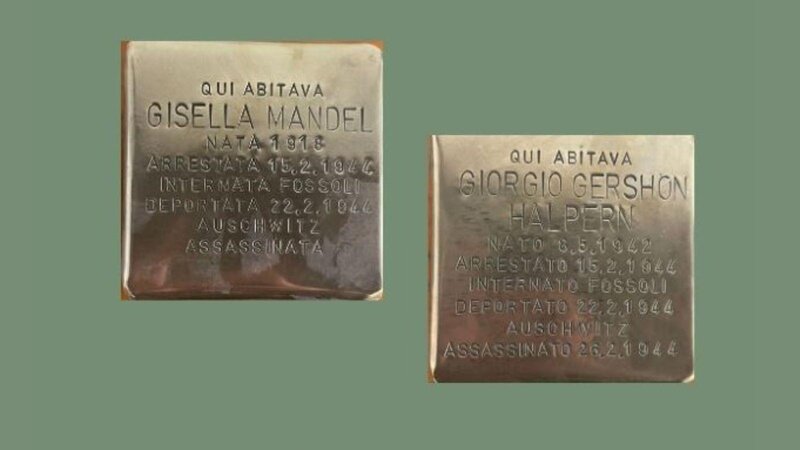 QUI ABITAVA
GISELLA MANDEL
NATA 1918
ARRESTATA 15.2.1944
INTERNATA FOSSOLI
DEPORTATA 22.2.1944
AUSCHWITZ
ASSASSINATA
QUI ABITAVA
GIORGIO GERSHON
HALPERN
NATO 6.5.1942
ARRESTATO 15.2.1944
INTERNATO FOSSOLI
DEPORTATO 22.2.1944
AUSCHWITZ
ASSASSINATO 26.2.1944